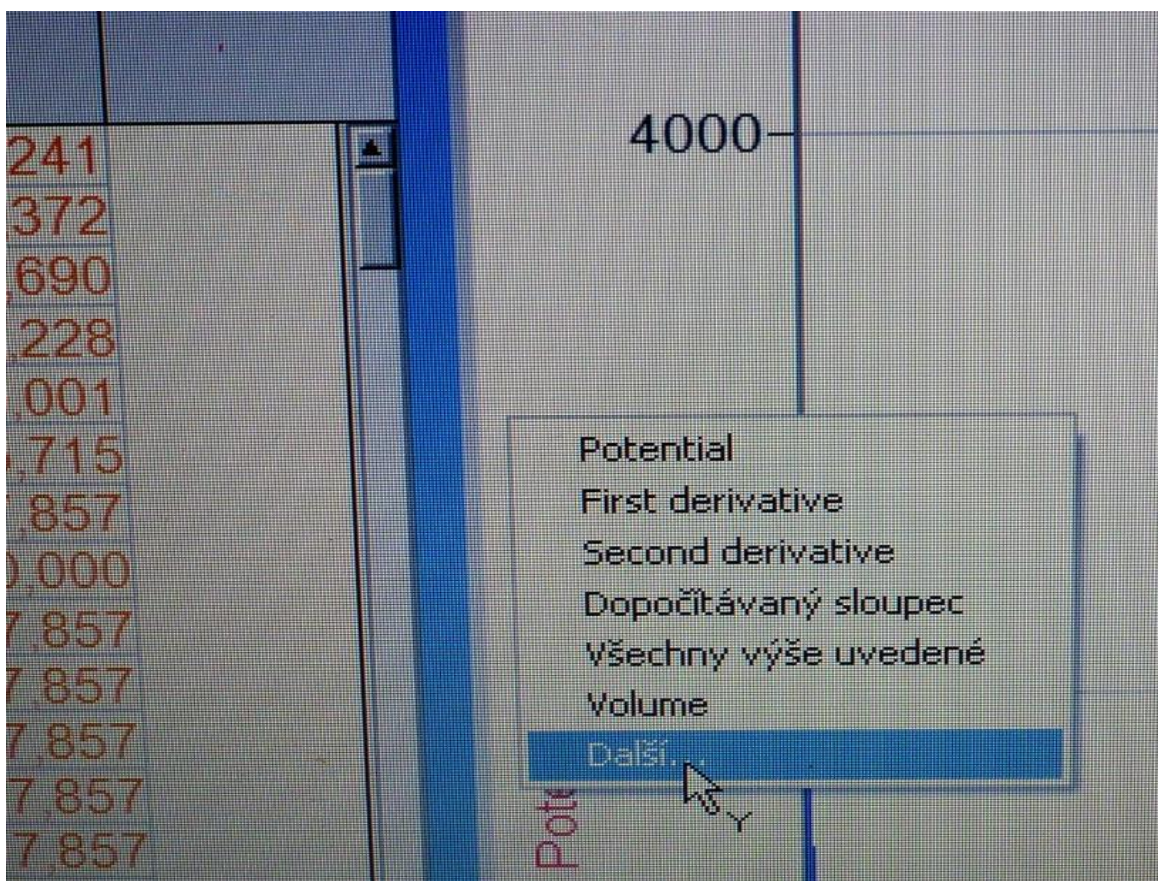 241
372
,690
,228
,001
,715
,857
,000
7,857
7,857
7,857
7,857
7,857
4000
Potential
First derivative
Second derivative
Dopočítávaný sloupec
Všechny výše uvedené
Volume
Další...
Y
Pote